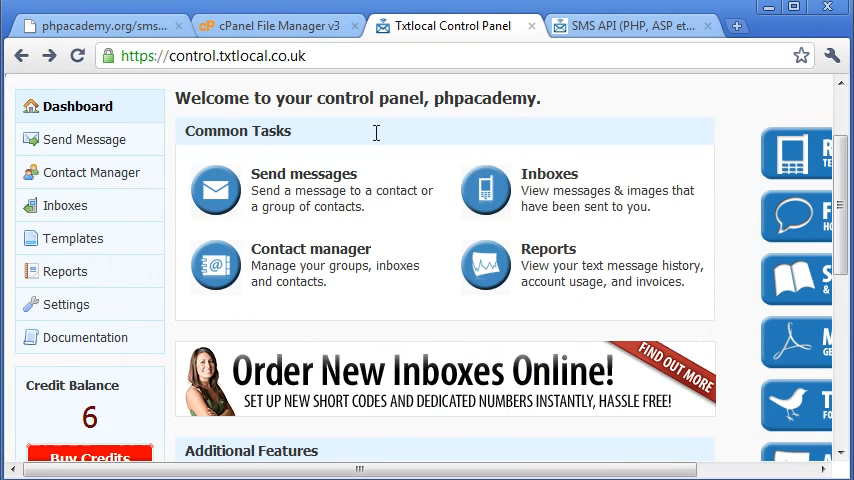 phpacademy.org/sms...
cPanel File Manager v3
Txtlocal Control Panel
SMS API (PHP, ASP et...
https://control.txtlocal.co.uk
Dashboard
Send Message
Contact Manager
Inboxes
Templates
Reports
Settings
Documentation
Credit Balance
6
Buy Credits
Welcome to your control panel, phpacademy.
Common Tasks
Send messages
Send a message to a contact or
a group of contacts.
Inboxes
View messages & images that
have been sent to you.
Contact manager
Manage your groups, inboxes
and contacts.
Reports
View your text message history,
account usage, and invoices.
Order New Inboxes Online!
SET UP NEW SHORT CODES AND DEDICATED NUMBERS INSTANTLY, HASSLE FREE!
FIND OUT MORE
Additional Features